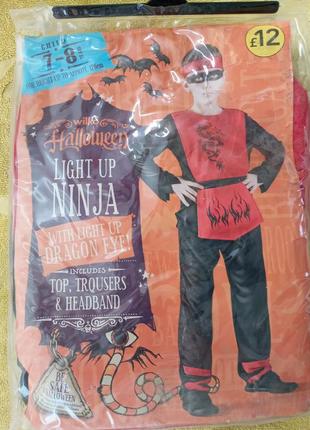 CHILD
7-8
£12
wilko
Halloween
LIGHT UP
NINJA
WITH LIGHT UP
DRAGON EYE!
INCLUDES
TOP, TROUSERS
& HEADBAND
BE
SAFE
HALLOWEEN